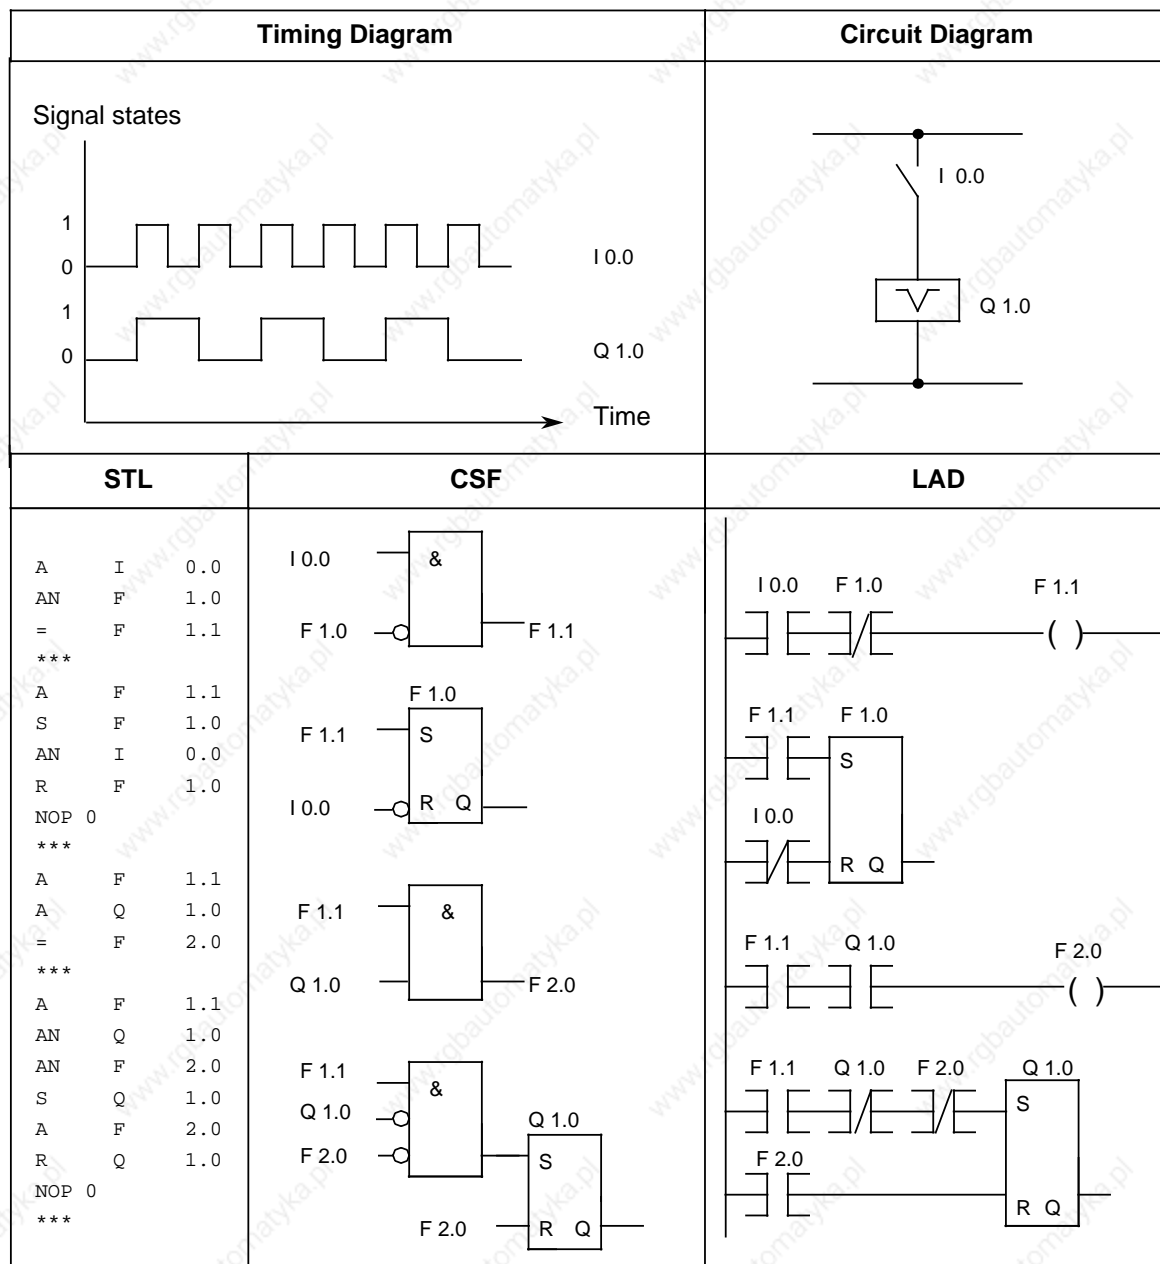 Timing Diagram
Circuit Diagram
Signal states
1
0
I 0.0
1
0
Q 1.0
Time
I 0.0
Q 1.0
STL
CSF
LAD
A I 0.0
AN F 1.0
= F 1.1
***
A F 1.1
S F 1.0
AN I 0.0
R F 1.0
NOP 0
***
A F 1.1
A Q 1.0
= F 2.0
***
A F 1.1
AN Q 1.0
AN F 2.0
S Q 1.0
A F 2.0
R Q 1.0
NOP 0
***
I 0.0
&
F 1.0
F 1.1
F 1.0
F 1.1
S
I 0.0
R Q
F 1.1
&
Q 1.0
F 2.0
F 1.1
&
Q 1.0
F 2.0
Q 1.0
S
F 2.0
R Q
I 0.0 F 1.0 F 1.1
( )
F 1.1 F 1.0
S
I 0.0
R Q
F 1.1 Q 1.0 F 2.0
( )
F 1.1 Q 1.0 F 2.0 Q 1.0
S
F 2.0
R Q
www.rgbautomatyka.pl